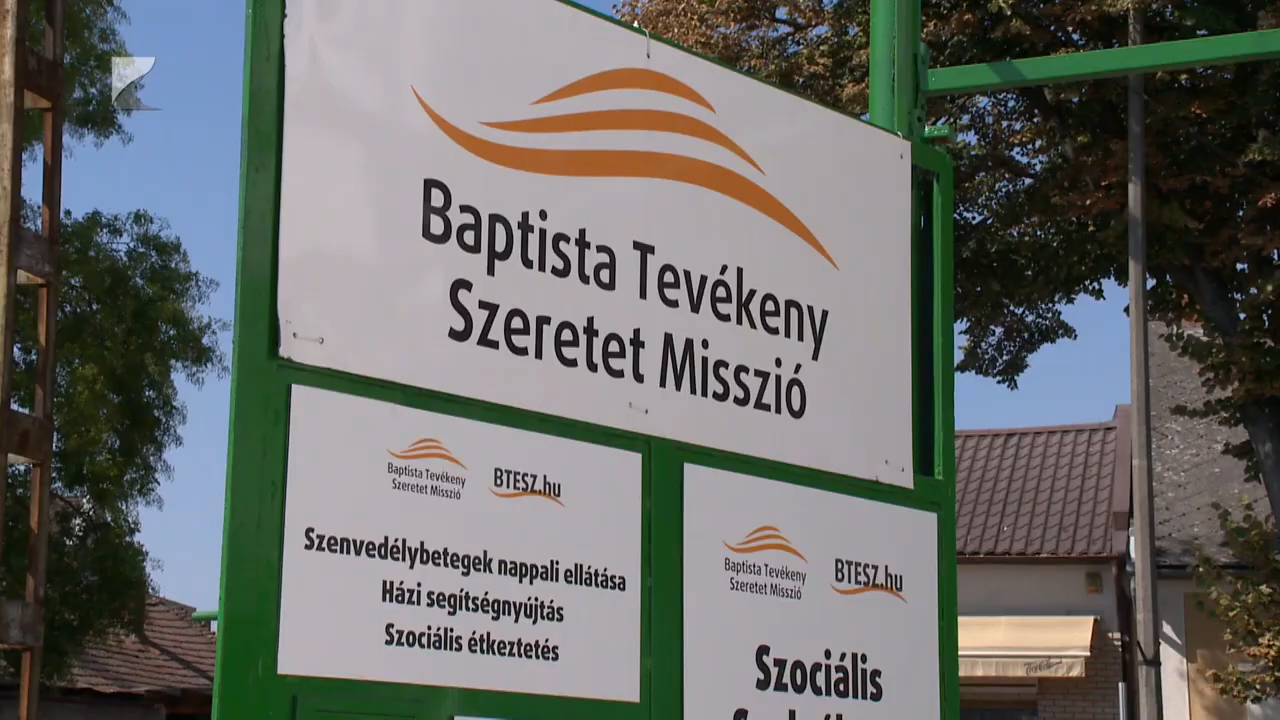 Baptista Tevékeny
Szeretet Misszió
Baptista Tevékeny
Szeretet Misszió
BTESZ.hu
Szenvedélybetegek nappali ellátása
Házi segítségnyújtás
Szociális étkeztetés
Baptista Tevékeny
Szeretet Misszió
BTESZ.hu
Szociális